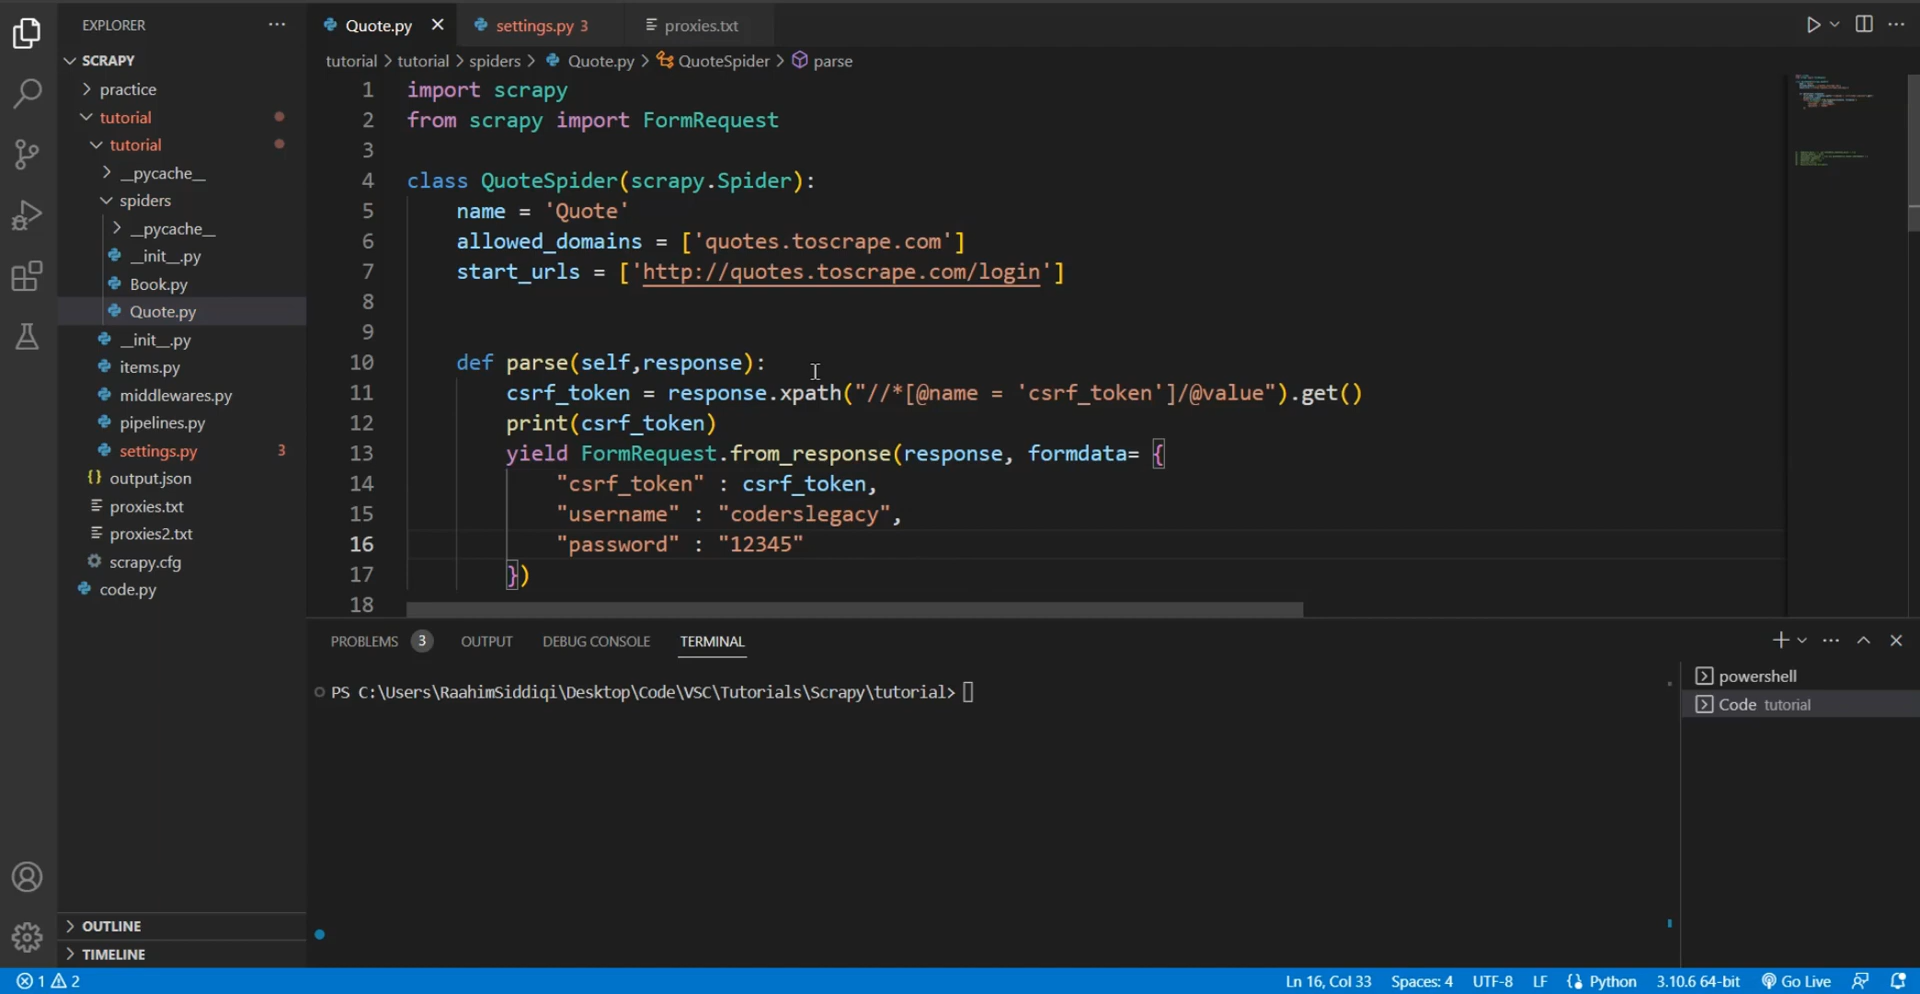 EXPLORER
SCRAPY
practice
tutorial
tutorial
__pycache__
spiders
__pycache__
__init__.py
Book.py
Quote.py
__init__.py
items.py
middlewares.py
pipelines.py
settings.py 3
output.json
proxies.txt
proxies2.txt
scrapy.cfg
code.py
OUTLINE
TIMELINE
Quote.py
settings.py 3
proxies.txt
tutorial > tutorial > spiders > Quote.py > QuoteSpider > parse
1 import scrapy
2 from scrapy import FormRequest
3
4 class QuoteSpider(scrapy.Spider):
5 name = 'Quote'
6 allowed_domains = ['quotes.toscrape.com']
7 start_urls = ['http://quotes.toscrape.com/login']
8
9
10 def parse(self,response):
11 csrf_token = response.xpath("//*[@name = 'csrf_token']/@value").get()
12 print(csrf_token)
13 yield FormRequest.from_response(response, formdata= {
14 "csrf_token" : csrf_token,
15 "username" : "coderslegacy",
16 "password" : "12345"
17 })
18
PROBLEMS 3 OUTPUT DEBUG CONSOLE TERMINAL
PS C:\Users\RaahimSiddiqi\Desktop\Code\VSC\Tutorials\Scrapy\tutorial>
powershell
Code tutorial
1 2
Ln 16, Col 33 Spaces: 4 UTF-8 LF Python 3.10.6 64-bit Go Live